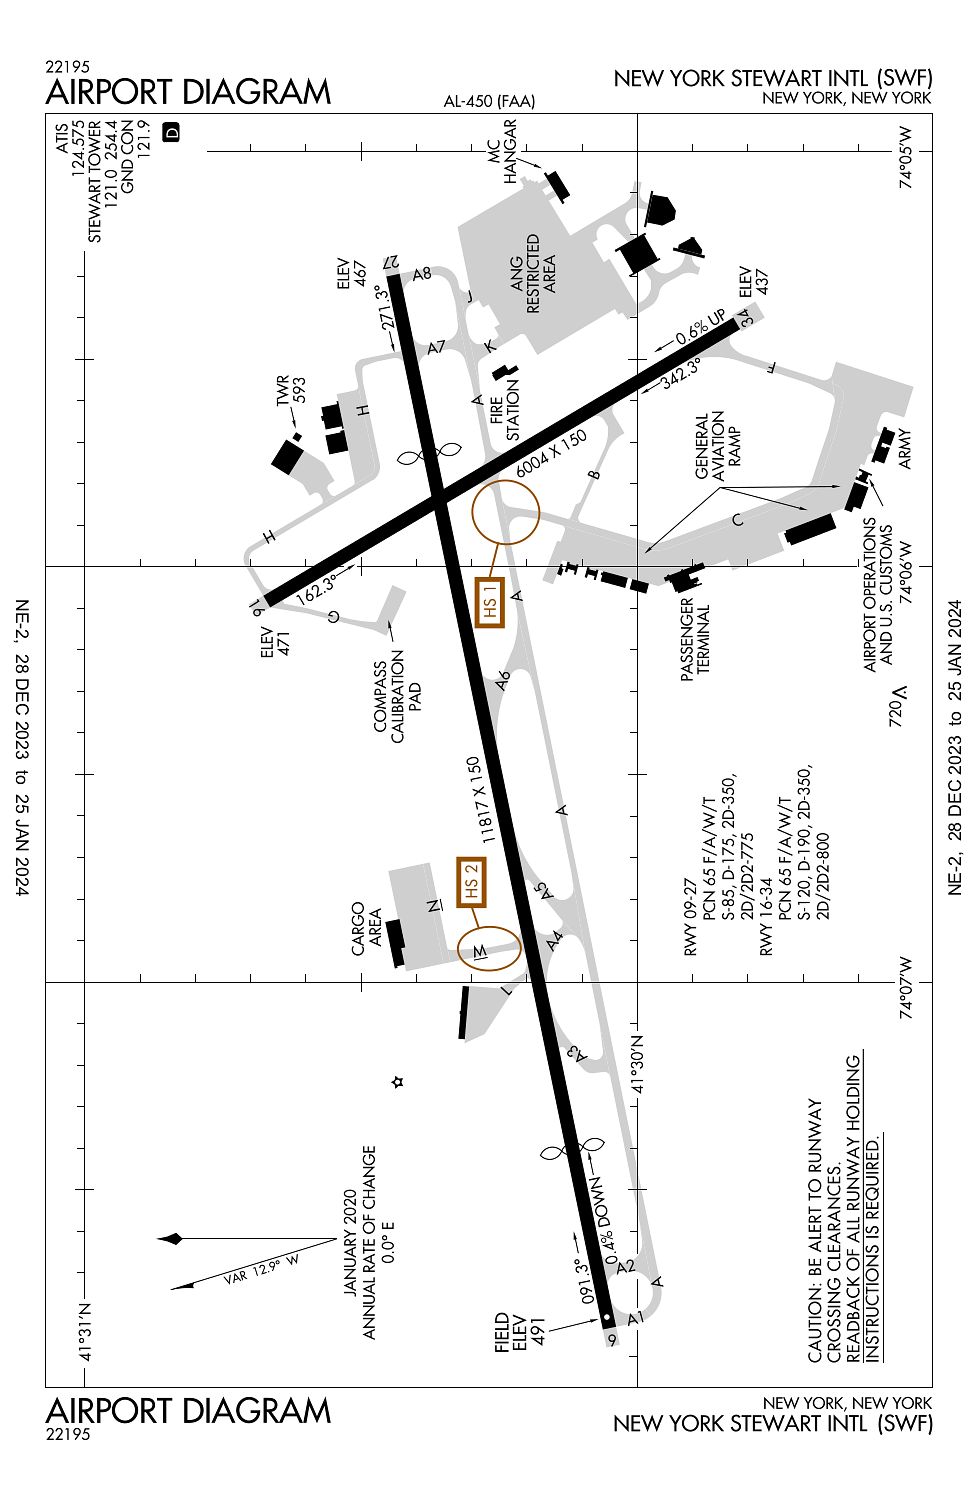 22195
AIRPORT DIAGRAM
AL-450 (FAA)
NEW YORK STEWART INTL (SWF)
NEW YORK, NEW YORK
ATIS
124.575
STEWART TOWER
121.0 254.4
GND CON
121.9
D
MC
HANGAR
74°05'W
ANG
RESTRICTED
AREA
ELEV
467
27
A8
271.3°
J
ELEV
437
34
0.6% UP
342.3°
A7
K
F
TWR
593
H
A
FIRE
STATION
6004 X 150
B
GENERAL
AVIATION
RAMP
ARMY
C
H
HS 1
A
162.3°
16
ELEV
471
G
COMPASS
CALIBRATION
PAD
PASSENGER
TERMINAL
AIRPORT OPERATIONS
AND U.S. CUSTOMS
74°06'W
720
A6
11817 X 150
A
HS 2
A5
A4
N
M
L
CARGO
AREA
RWY 09-27
PCN 65 F/A/W/T
S-85, D-175, 2D-350,
2D/2D2-775
RWY 16-34
PCN 65 F/A/W/T
S-120, D-190, 2D-350,
2D/2D2-800
74°07'W
41°30'N
A3
JANUARY 2020
ANNUAL RATE OF CHANGE
0.0° E
VAR 12.9° W
41°31'N
0.4% DOWN
091.3°
A2
A
A1
9
FIELD
ELEV
491
CAUTION: BE ALERT TO RUNWAY
CROSSING CLEARANCES.
READBACK OF ALL RUNWAY HOLDING
INSTRUCTIONS IS REQUIRED.
NE-2, 28 DEC 2023 to 25 JAN 2024
NE-2, 28 DEC 2023 to 25 JAN 2024
AIRPORT DIAGRAM
22195
NEW YORK, NEW YORK
NEW YORK STEWART INTL (SWF)